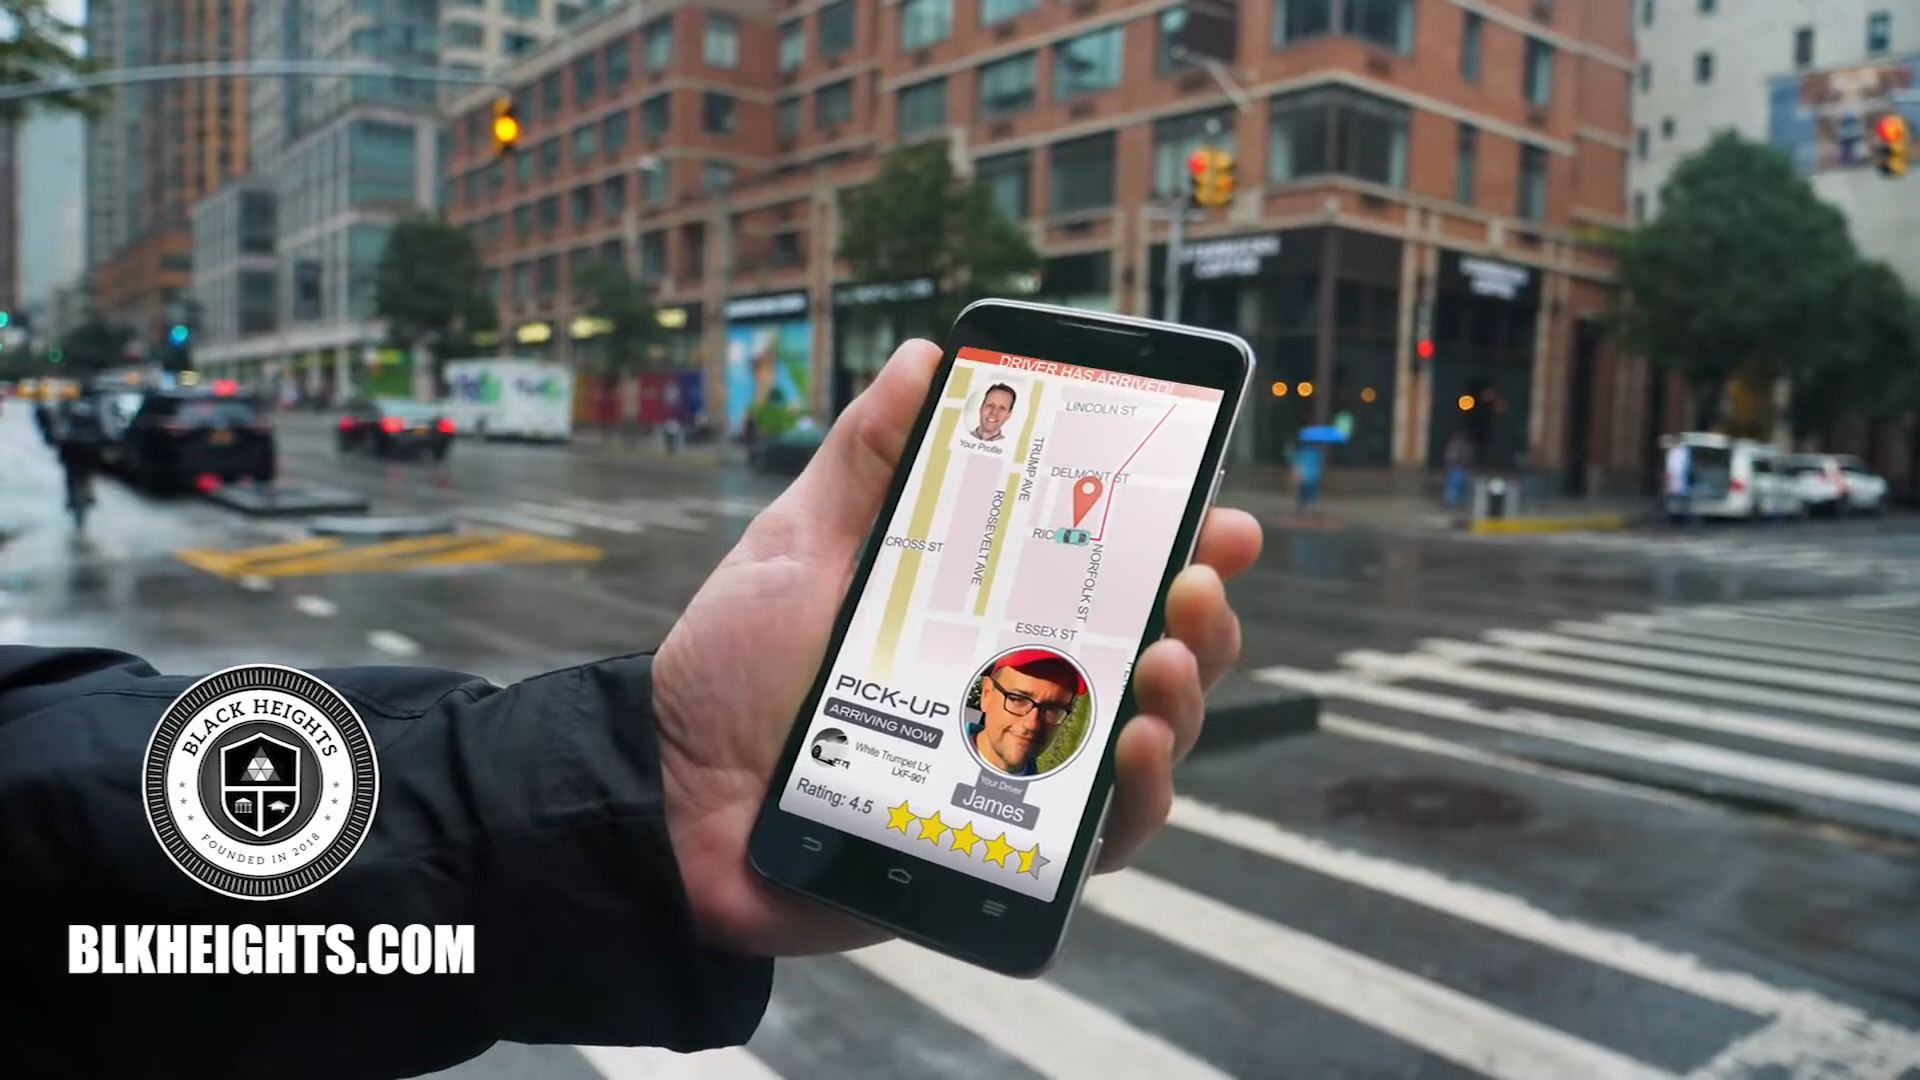 DRIVER HAS ARRIVED!
LINCOLN ST
Your Profile
TRUMP AVE
DELMONT ST
ROOSEVELT AVE
CROSS ST
NORFOLK ST
ESSEX ST
PICK-UP
ARRIVING NOW
White Trumpet LX
LXF-901
Your Driver
James
Rating: 4.5
BLACK HEIGHTS
FOUNDED IN 2018
BLKHEIGHTS.COM